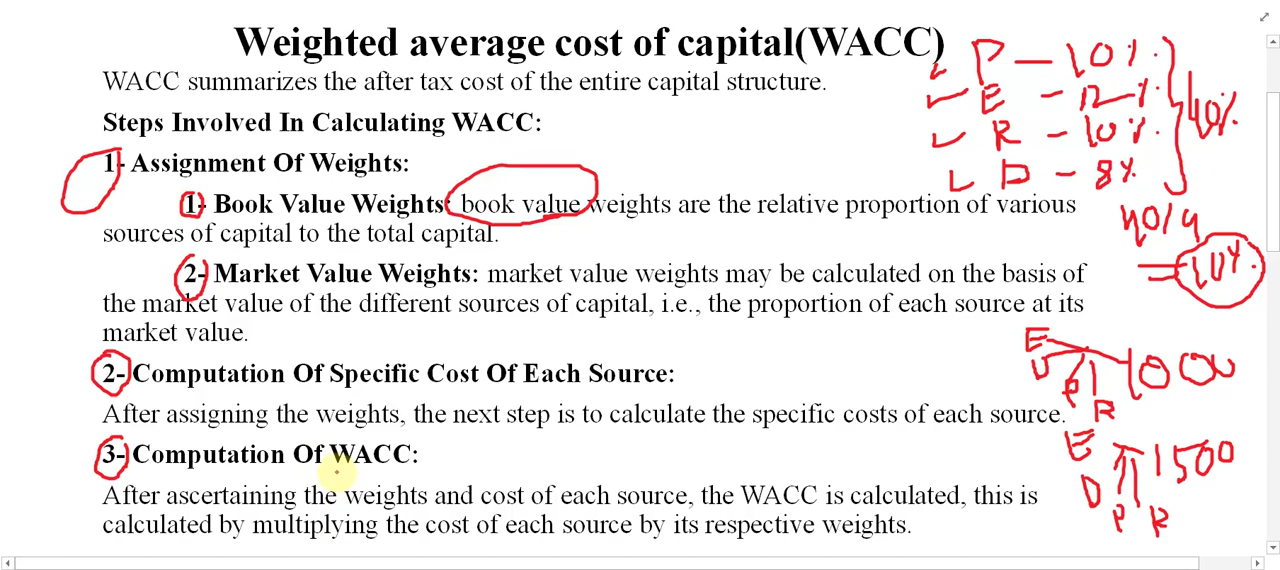 Weighted average cost of capital(WACC)
WACC summarizes the after tax cost of the entire capital structure.
Steps Involved In Calculating WACC:
1- Assignment Of Weights:
1- Book Value Weights: book value weights are the relative proportion of various
sources of capital to the total capital.
2- Market Value Weights: market value weights may be calculated on the basis of
the market value of the different sources of capital, i.e., the proportion of each source at its
market value.
2- Computation Of Specific Cost Of Each Source:
After assigning the weights, the next step is to calculate the specific costs of each source.
3- Computation Of WACC:
After ascertaining the weights and cost of each source, the WACC is calculated, this is
calculated by multiplying the cost of each source by its respective weights.
P - 10%
E - 12%
R - 10%
D - 8%
40%
40/4
= 10%
E
D P R 10000
E
D P R 1500